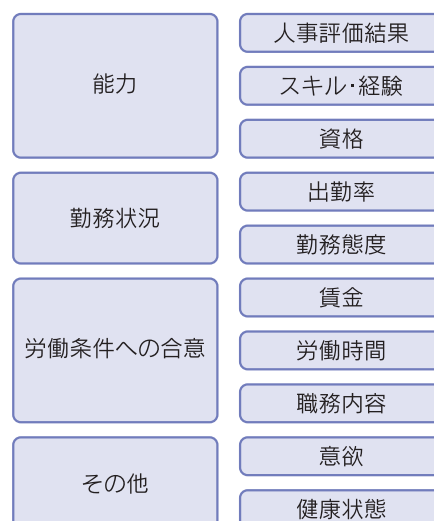 能力
人事評価結果
スキル・経験
資格
勤務状況
出勤率
勤務態度
労働条件への合意
賃金
労働時間
職務内容
その他
意欲
健康状態